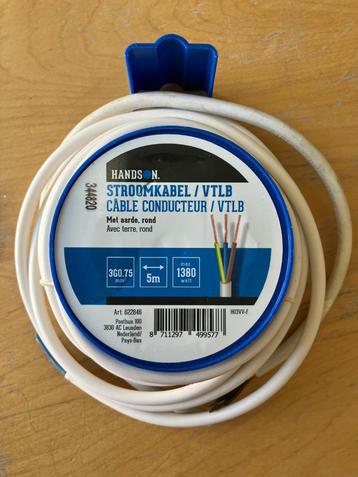 HANDSON.
344820
STROOMKABEL / VTLB
CÂBLE CONDUCTEUR / VTLB
Met aarde, rond
Avec terre, rond
3G0.75
mm²
5m
max.
1380
watt
Art. 622846
H03VV-F
Postbus 100
3830 AC Leusden
Nederland/
Pays-Bas
8 711297 499577